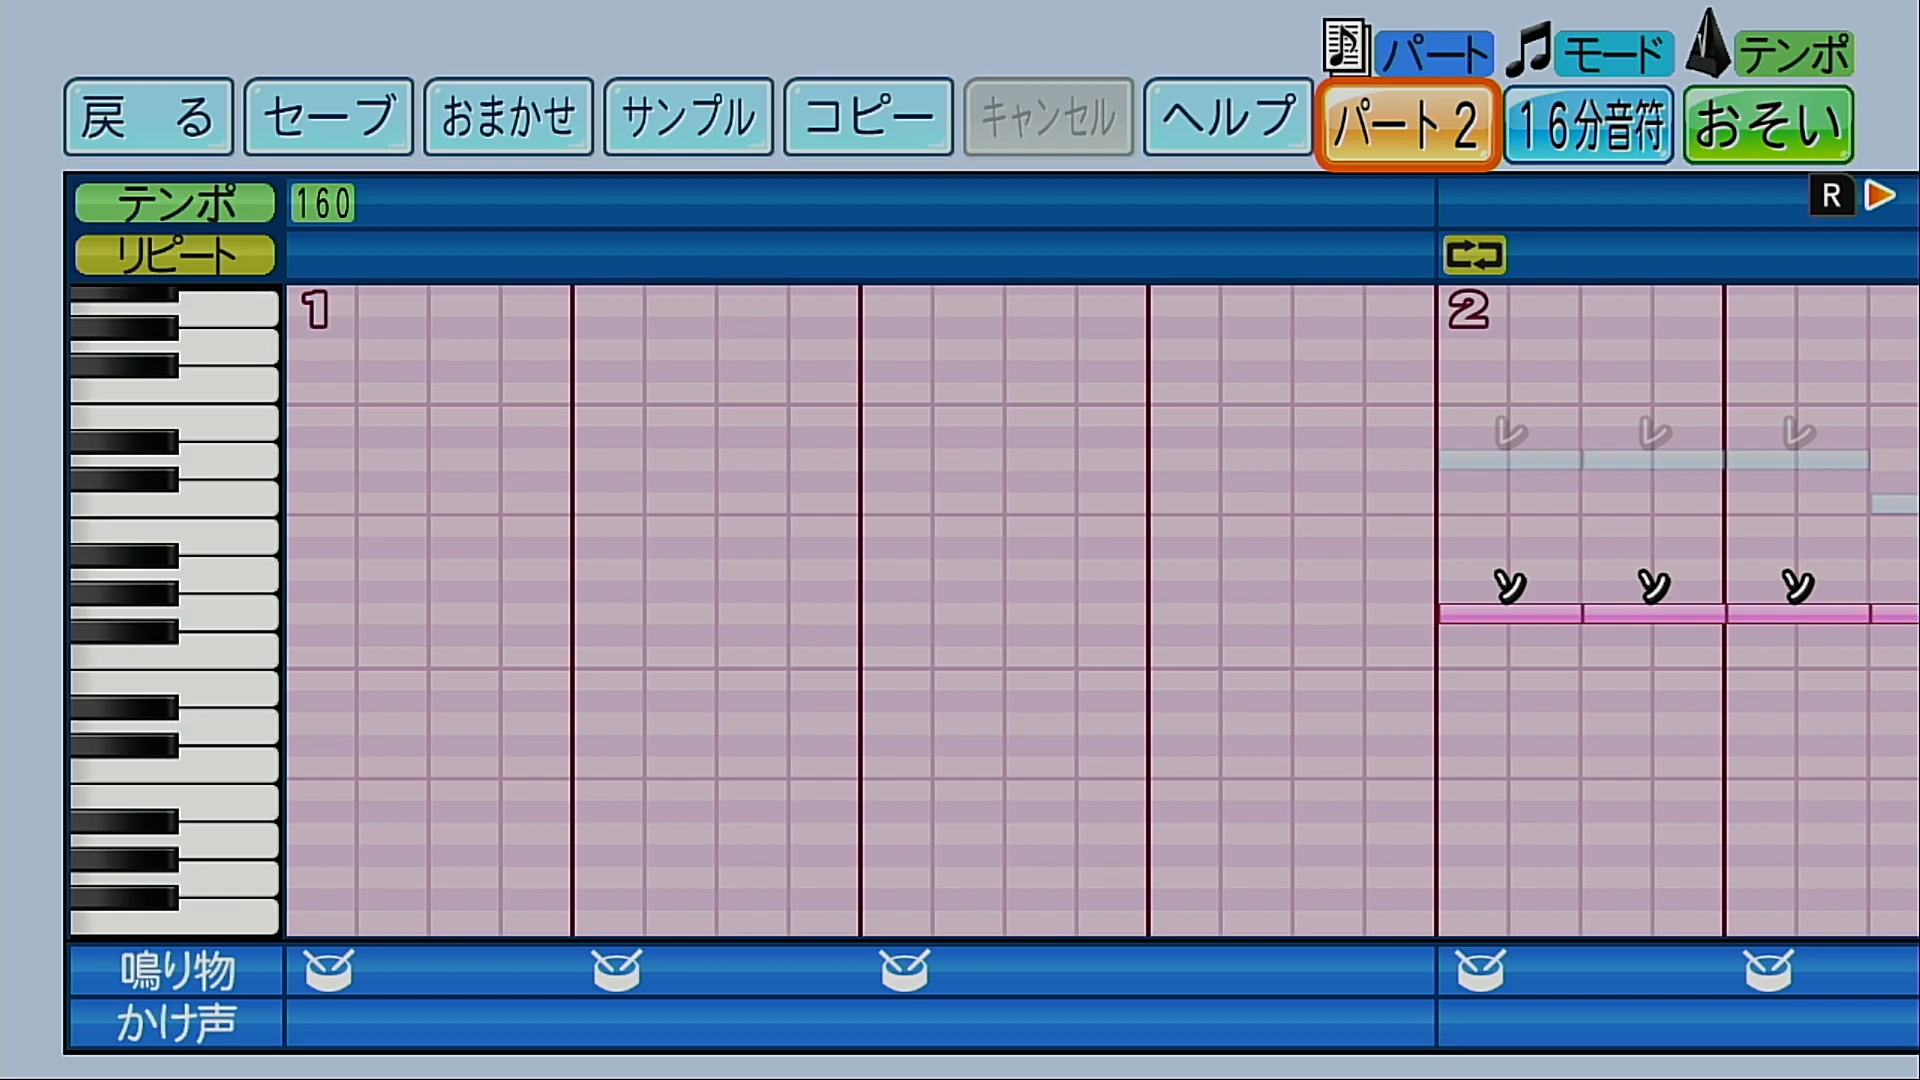 パート モード テンポ
戻る セーブ おまかせ サンプル コピー キャンセル ヘルプ パート2 16分音符 おそい
テンポ 160 R
リピート
1 2
レ レ レ
ソ ソ ソ
鳴り物
かけ声